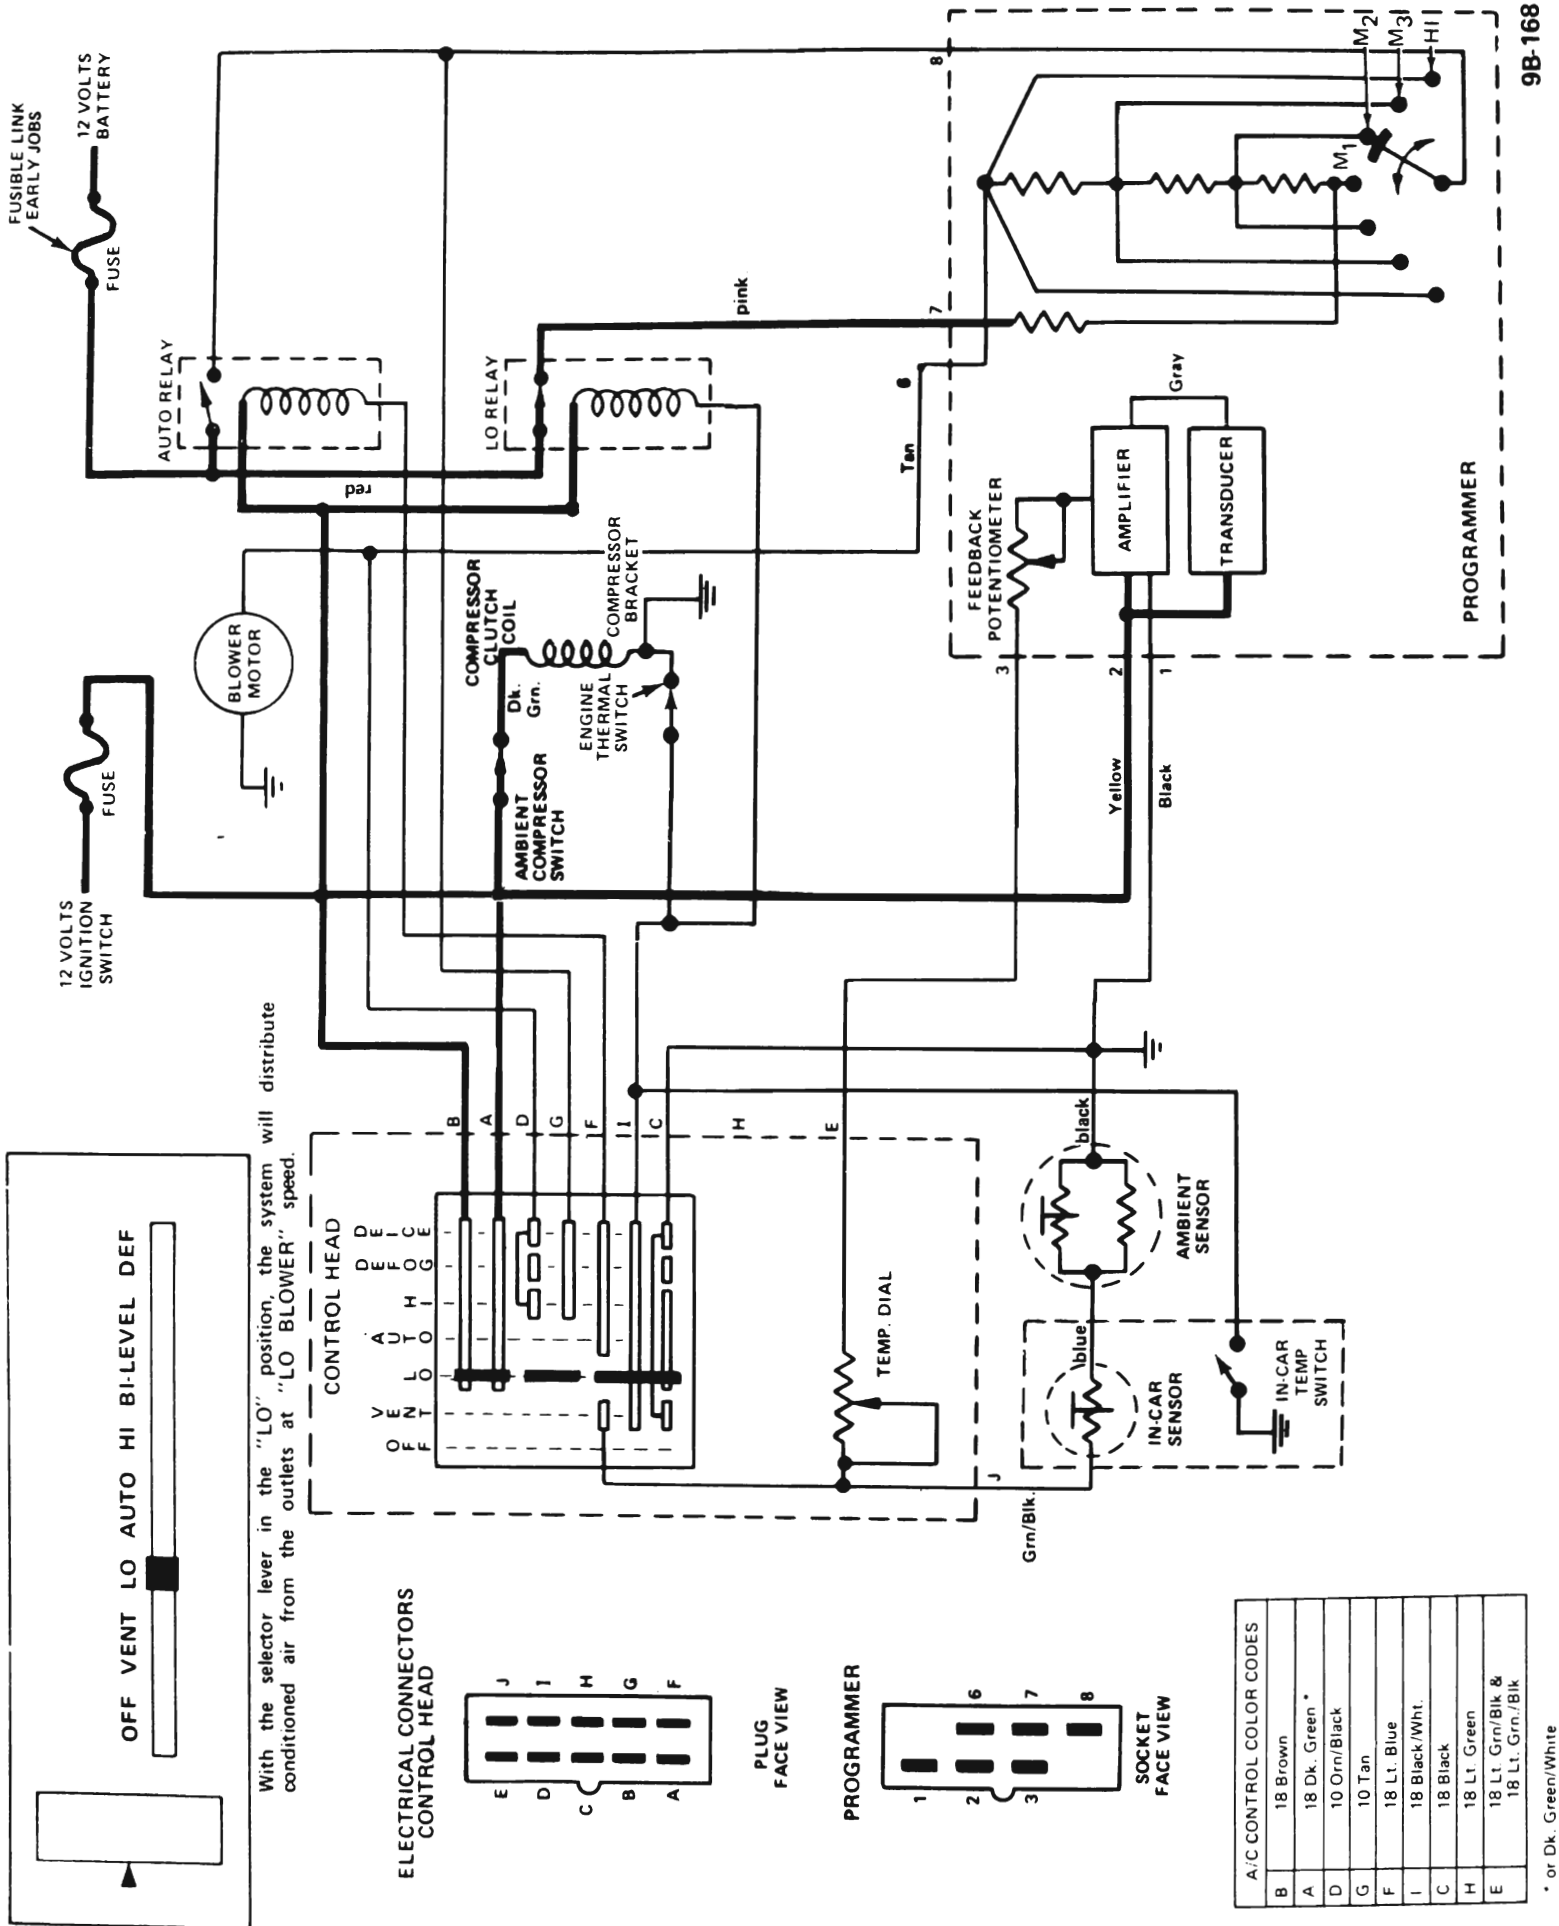 OFF VENT LO AUTO HI BI-LEVEL DEF
With the selector lever in the "LO" position, the system will distribute
conditioned air from the outlets at "LO BLOWER" speed.
12 VOLTS
IGNITION
SWITCH
FUSE
FUSIBLE LINK
EARLY JOBS
12 VOLTS
BATTERY
FUSE
BLOWER
MOTOR
AUTO RELAY
red
LO RELAY
pink
Tan
6
7
8
COMPRESSOR
CLUTCH
COIL
Dk.
Grn.
COMPRESSOR
BRACKET
ENGINE
THERMAL
SWITCH
AMBIENT
COMPRESSOR
SWITCH
CONTROL HEAD
OFF
VENT
LO
AUTO
HI
DEFOG
DEICE
B
A
D
G
F
I
C
H
E
TEMP. DIAL
J
Grn/Blk.
blue
black
IN-CAR
SENSOR
AMBIENT
SENSOR
IN-CAR
TEMP
SWITCH
Yellow
Black
3
2
1
FEEDBACK
POTENTIOMETER
AMPLIFIER
TRANSDUCER
Gray
PROGRAMMER
M1
M2
M3
HI
9B-168
ELECTRICAL CONNECTORS
CONTROL HEAD
J
I
H
G
F
E
D
C
B
A
PLUG
FACE VIEW
PROGRAMMER
6
7
8
1
2
3
SOCKET
FACE VIEW
A/C CONTROL COLOR CODES
B 18 Brown
A 18 Dk. Green *
D 10 Orn/Black
G 10 Tan
F 18 Lt. Blue
I 18 Black/Wht.
C 18 Black
H 18 Lt. Green
E 18 Lt. Grn/Blk &
18 Lt. Grn./Blk
* or Dk. Green/White